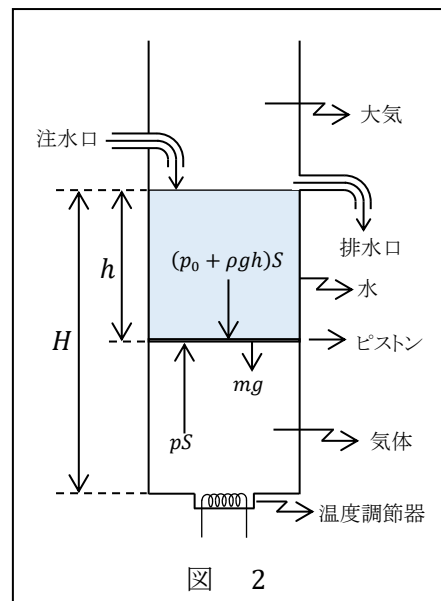 大気
注水口
排水口
h
(p₀ + ρgh)S
水
H
ピストン
mg
pS
気体
温度調節器
図 2